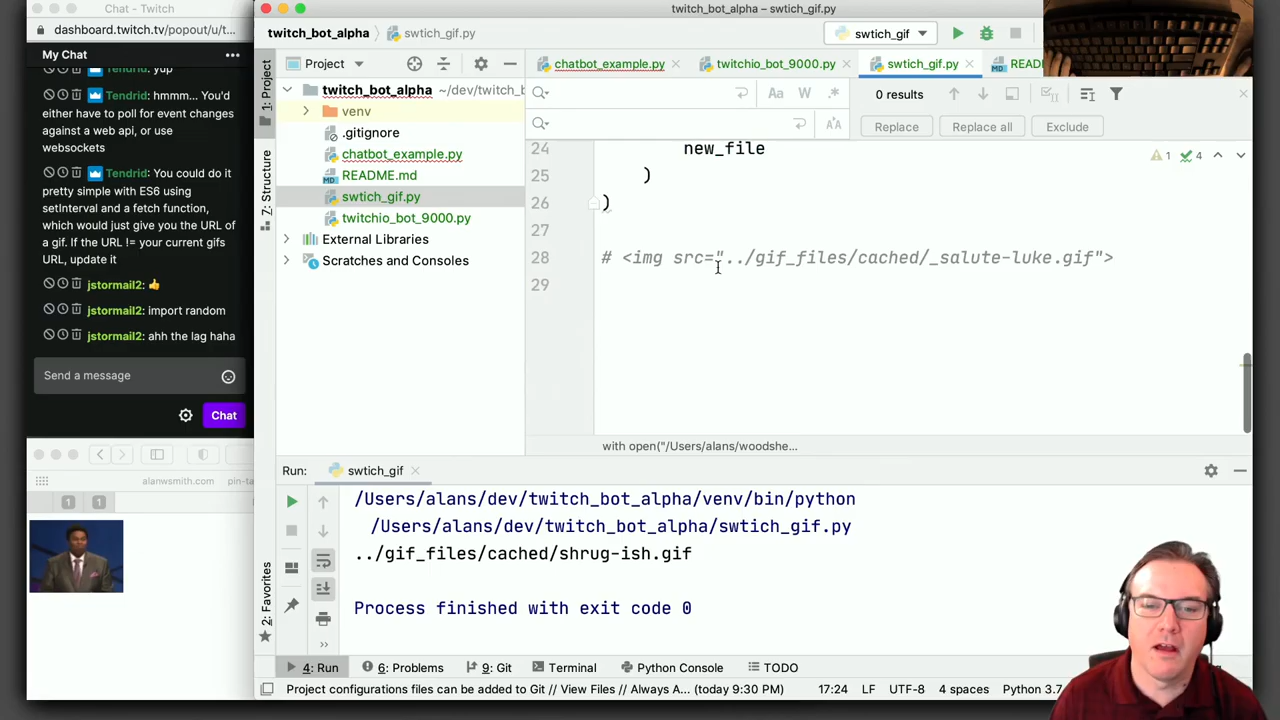 Chat - Twitch
dashboard.twitch.tv/popout/u/t...
My Chat
Tendrid: yup
Tendrid: hmmm... You'd
either have to poll for event changes
against a web api, or use
websockets
Tendrid: You could do it
pretty simple with ES6 using
setInterval and a fetch function,
which would just give you the URL of
a gif. If the URL != your current gifs
URL, update it
jstormail2: 👍
jstormail2: import random
jstormail2: ahh the lag haha
Send a message
Chat
alanwsmith.com
pin-ta
1
1
twitch_bot_alpha – swtich_gif.py
twitch_bot_alpha
swtich_gif.py
swtich_gif
1: Project
Project
chatbot_example.py
twitchio_bot_9000.py
swtich_gif.py
READ
twitch_bot_alpha ~/dev/twitch_b
venv
.gitignore
chatbot_example.py
README.md
swtich_gif.py
twitchio_bot_9000.py
External Libraries
Scratches and Consoles
7: Structure
Aa W .*
0 results
Replace
Replace all
Exclude
24 new_file
25 )
26 )
27
28 # <img src="../gif_files/cached/_salute-luke.gif">
29
1 4
with open("/Users/alans/woodshe...
Run:
swtich_gif
/Users/alans/dev/twitch_bot_alpha/venv/bin/python
/Users/alans/dev/twitch_bot_alpha/swtich_gif.py
../gif_files/cached/shrug-ish.gif
Process finished with exit code 0
2: Favorites
4: Run
6: Problems
9: Git
Terminal
Python Console
TODO
Project configurations files can be added to Git // View Files // Always A... (today 9:30 PM)
17:24
LF
UTF-8
4 spaces
Python 3.7